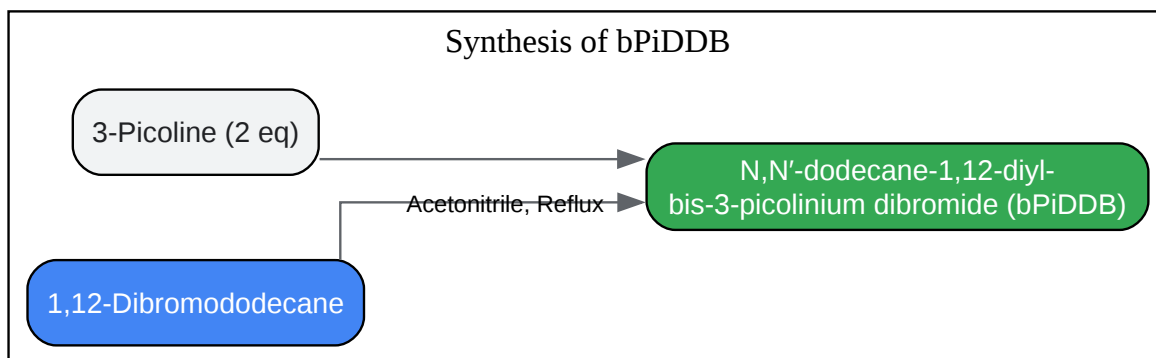 Synthesis of bPiDDB
3-Picoline (2 eq)
N,N′-dodecane-1,12-diyl-
bis-3-picolinium dibromide (bPiDDB)
Acetonitrile, Reflux
1,12-Dibromododecane